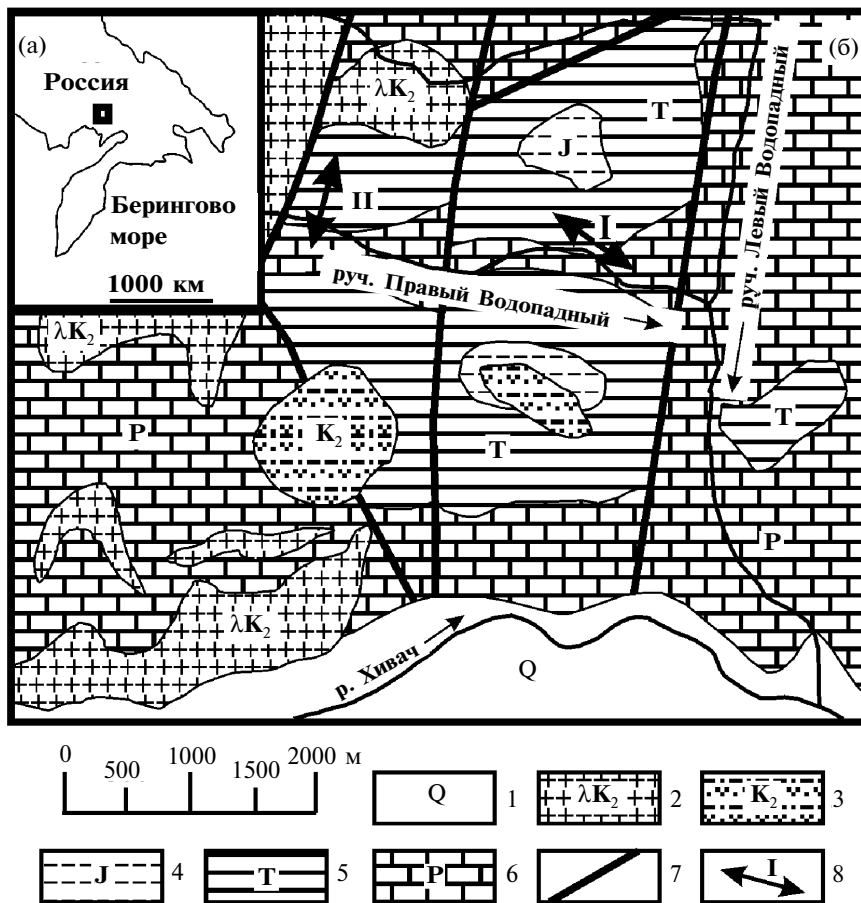 (а)
Россия
Берингово
море
1000 км
(б)
λK₂
T
J
II
I
руч. Правый Водопадный
руч. Левый Водопадный
λK₂
P
K₂
T
T
P
λK₂
р. Хивач
Q
0 1000 2000 м
500 1500
Q 1
λK₂ 2
K₂ 3
J 4
T 5
P 6
7
I 8